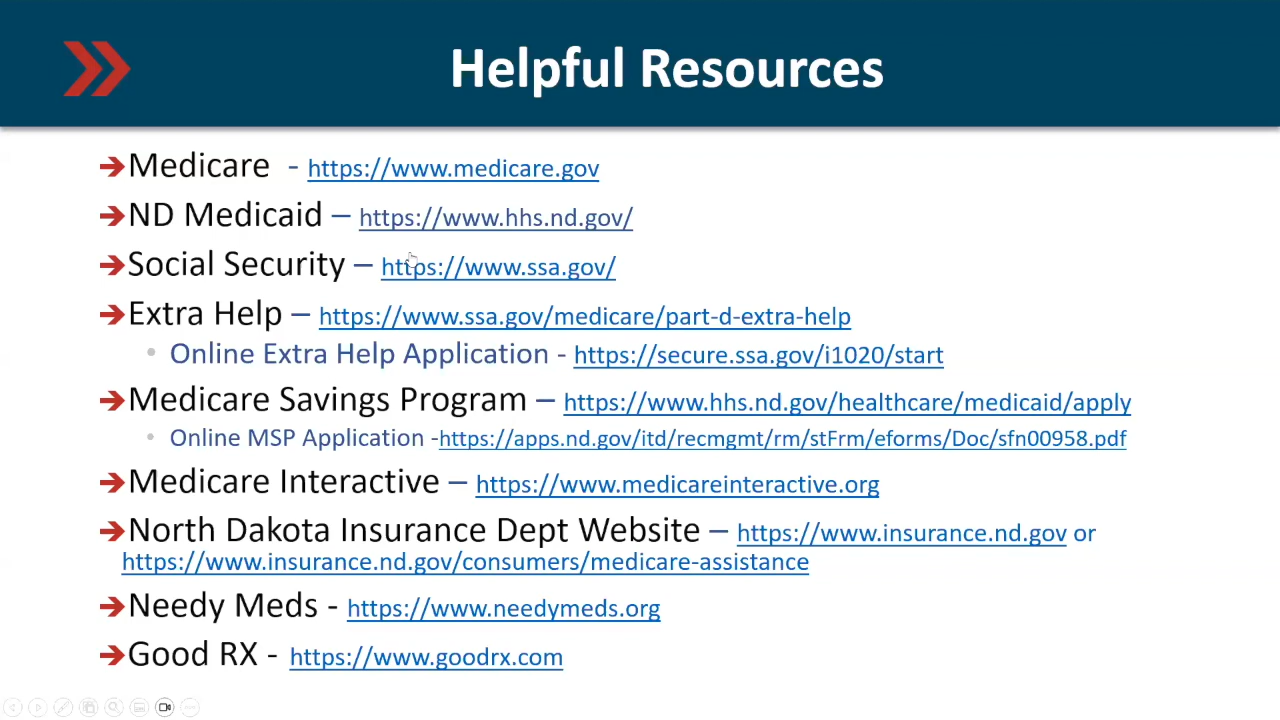 Helpful Resources
Medicare - https://www.medicare.gov
ND Medicaid – https://www.hhs.nd.gov/
Social Security – https://www.ssa.gov/
Extra Help – https://www.ssa.gov/medicare/part-d-extra-help
• Online Extra Help Application - https://secure.ssa.gov/i1020/start
Medicare Savings Program – https://www.hhs.nd.gov/healthcare/medicaid/apply
• Online MSP Application -https://apps.nd.gov/itd/recmgmt/rm/stFrm/eforms/Doc/sfn00958.pdf
Medicare Interactive – https://www.medicareinteractive.org
North Dakota Insurance Dept Website – https://www.insurance.nd.gov or
https://www.insurance.nd.gov/consumers/medicare-assistance
Needy Meds - https://www.needymeds.org
Good RX - https://www.goodrx.com